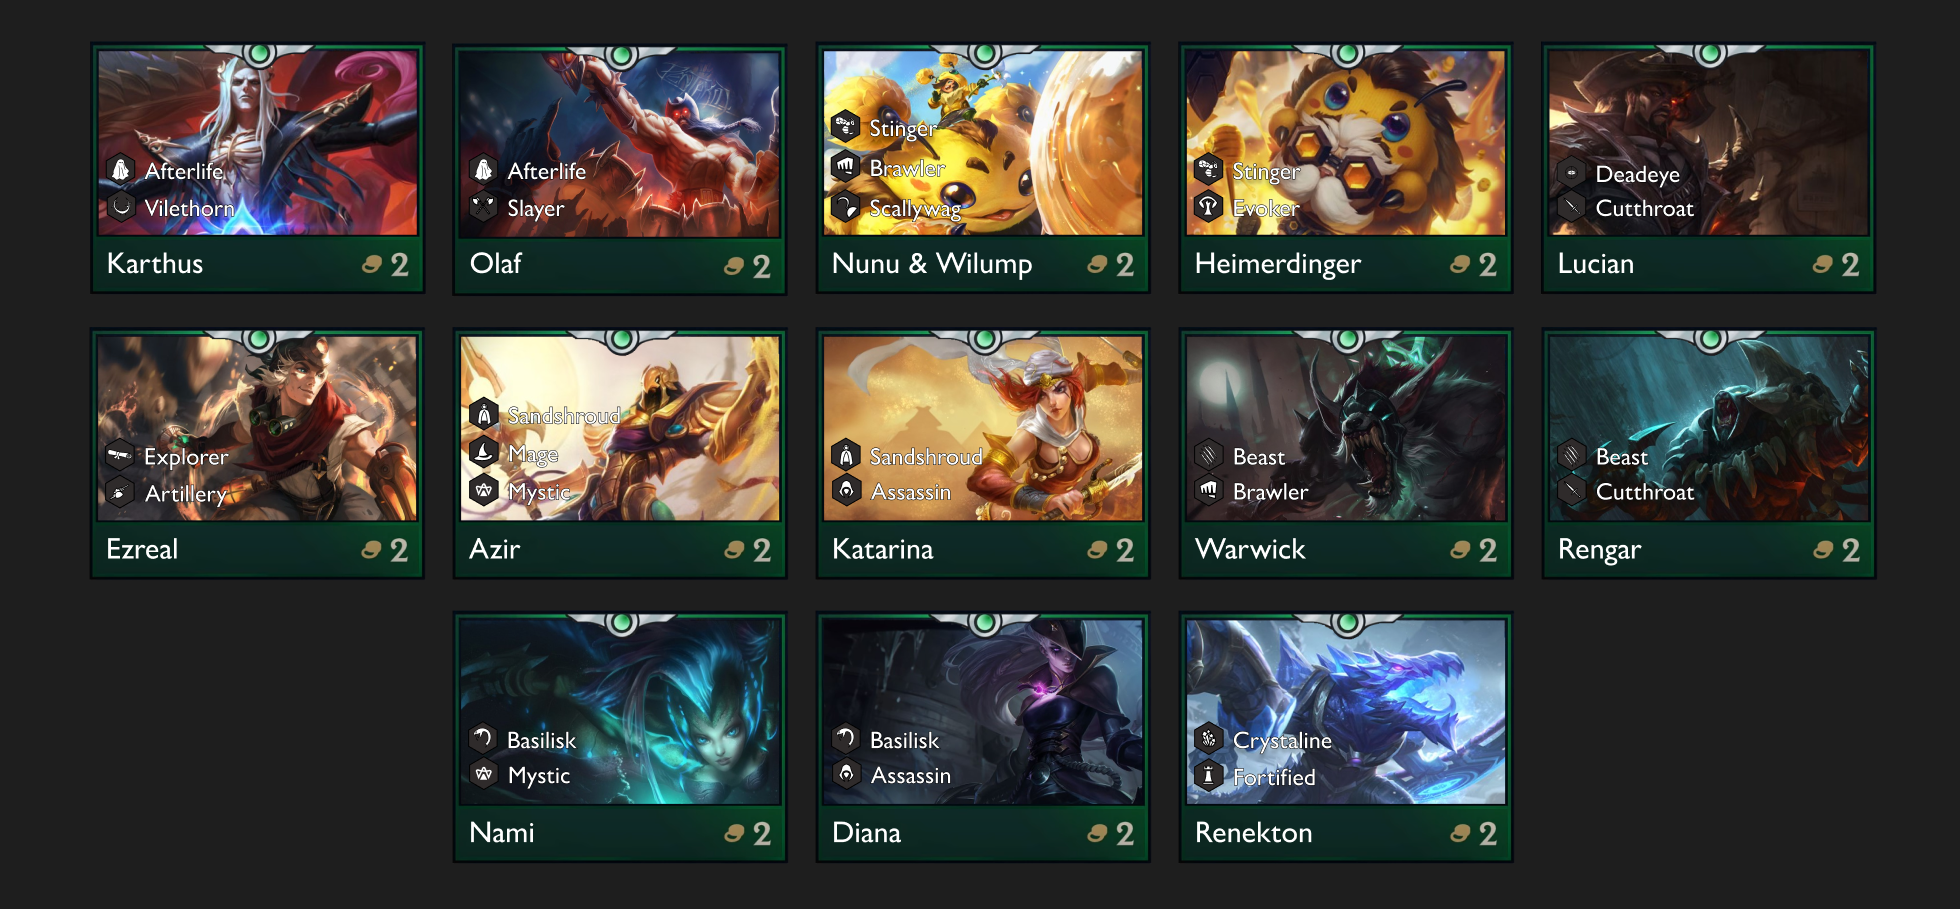 Afterlife
Vilethorn
Karthus
2
Afterlife
Slayer
Olaf
2
Stinger
Brawler
Scallywag
Nunu & Wilump
2
Stinger
Evoker
Heimerdinger
2
Deadeye
Cutthroat
Lucian
2
Explorer
Artillery
Ezreal
2
Sandshroud
Mage
Mystic
Azir
2
Sandshroud
Assassin
Katarina
2
Beast
Brawler
Warwick
2
Beast
Cutthroat
Rengar
2
Basilisk
Mystic
Nami
2
Basilisk
Assassin
Diana
2
Crystaline
Fortified
Renekton
2